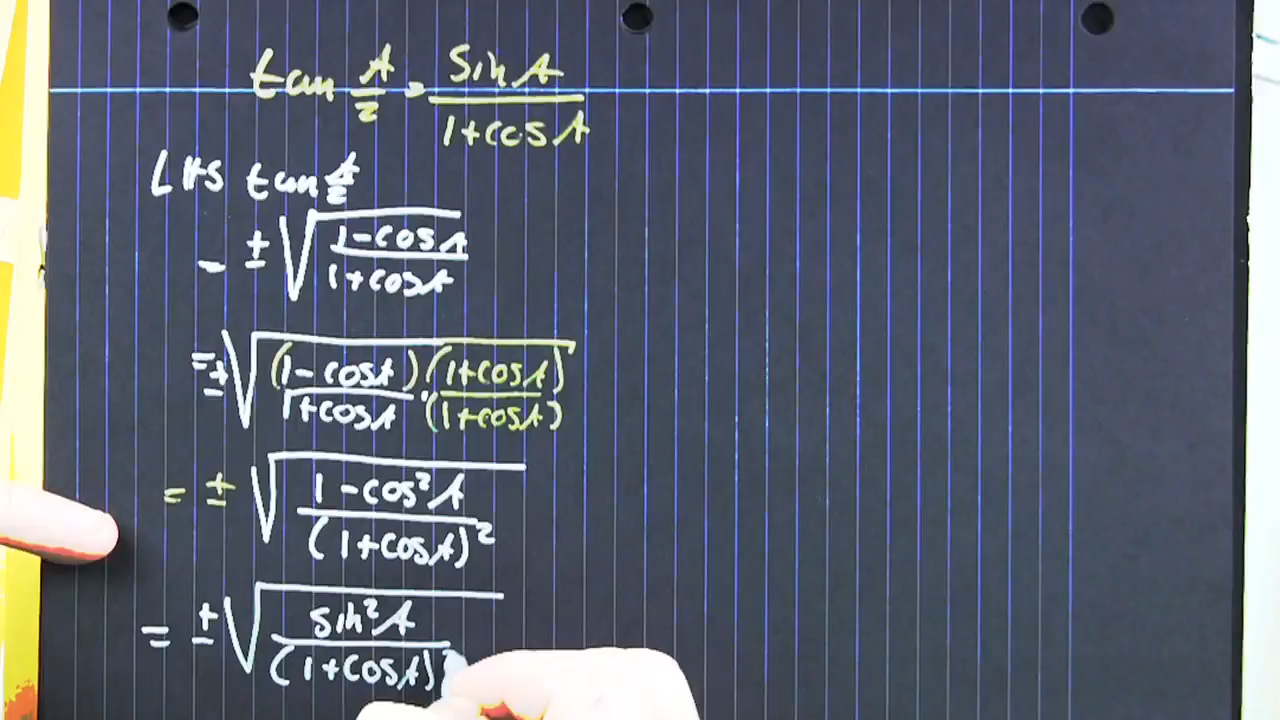 tan A/2 = sin A / 1+cos A
LHS tan A/2
= ± √(1-cos A / 1+cos A)
= ± √((1-cos A)/1+cos A · (1+cos A)/(1+cos A))
= ± √(1-cos²A / (1+cos A)²)
= ± √(sin²A / (1+cos A)²)